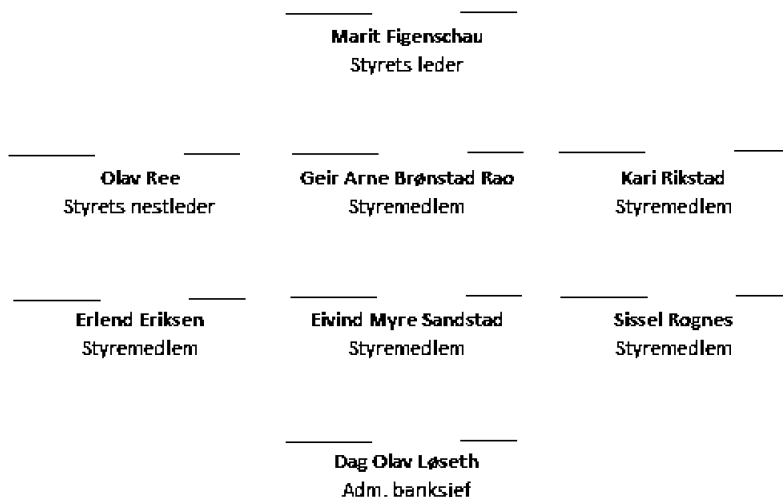 Marit Figenschau
Styrets leder
Olav Ree
Styrets nestleder
Geir Arne Brønstad Rao
Styremedlem
Kari Rikstad
Styremedlem
Erlend Eriksen
Styremedlem
Eivind Myre Sandstad
Styremedlem
Sissel Rognes
Styremedlem
Dag Olav Løseth
Adm. banksjef